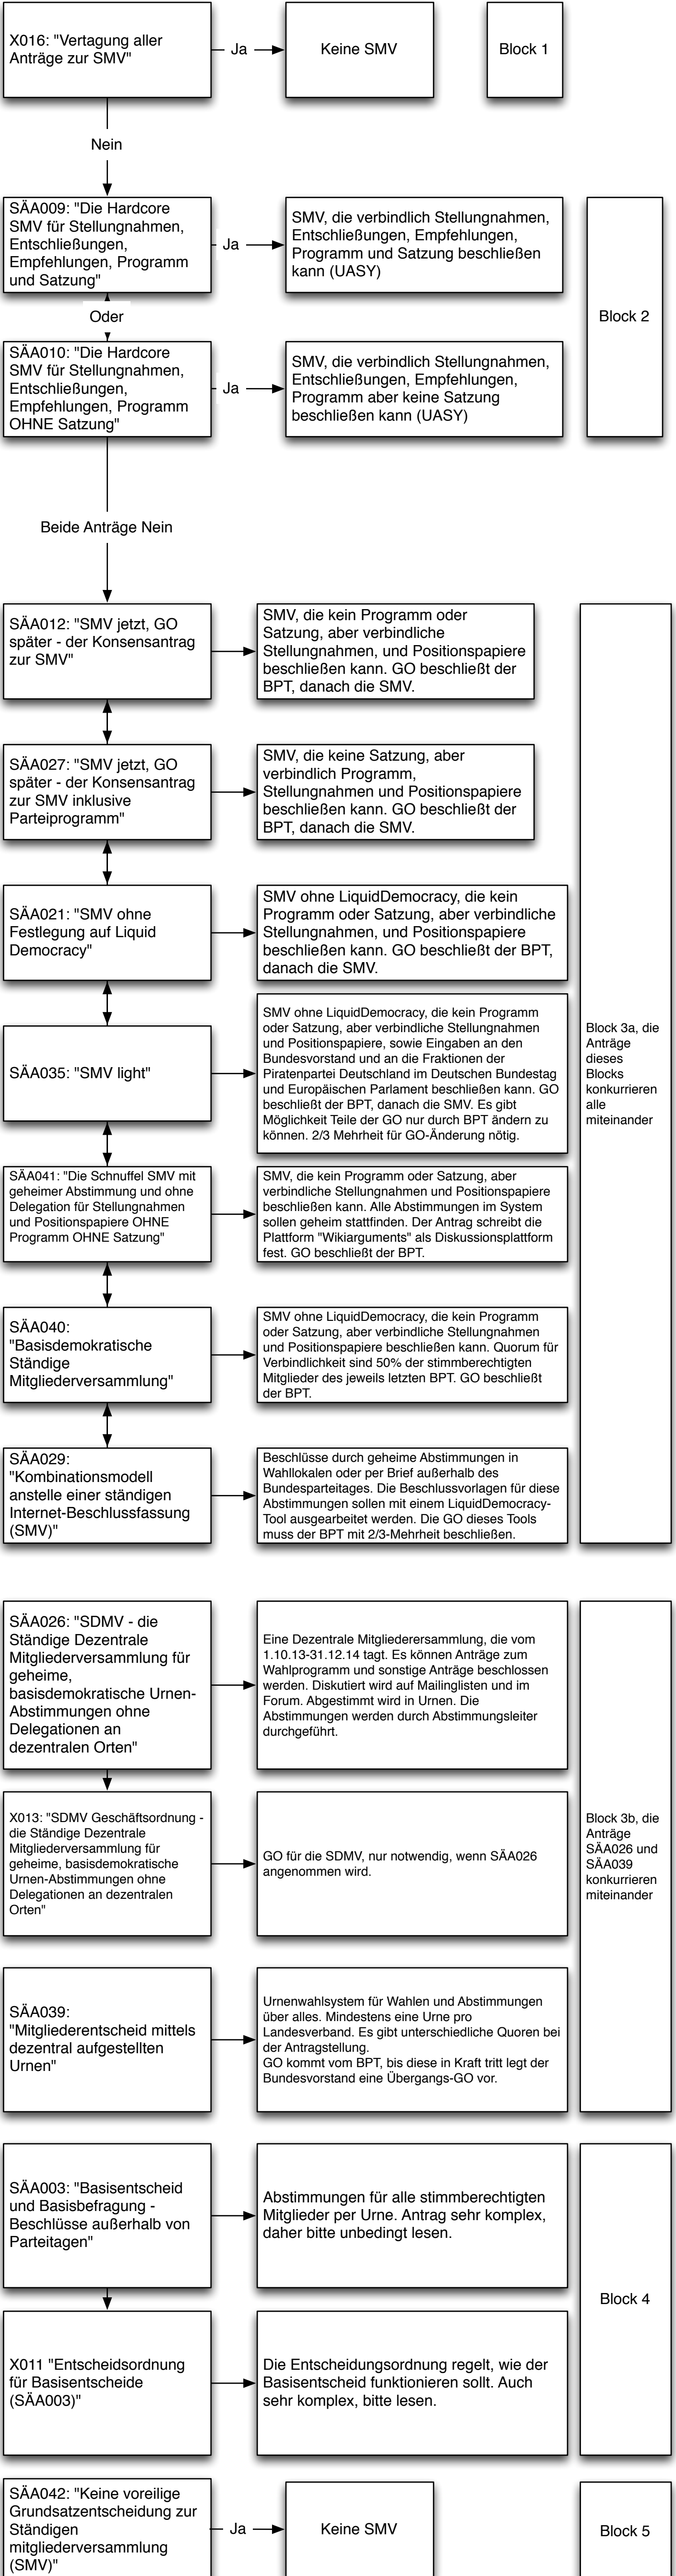 X016: "Vertagung aller
Anträge zur SMV"
Ja
Keine SMV
Block 1
Nein
SÄA009: "Die Hardcore
SMV für Stellungnahmen,
Entschließungen,
Empfehlungen, Programm
und Satzung"
Ja
SMV, die verbindlich Stellungnahmen,
Entschließungen, Empfehlungen,
Programm und Satzung beschließen
kann (UASY)
Block 2
Oder
SÄA010: "Die Hardcore
SMV für Stellungnahmen,
Entschließungen,
Empfehlungen, Programm
OHNE Satzung"
Ja
SMV, die verbindlich Stellungnahmen,
Entschließungen, Empfehlungen,
Programm aber keine Satzung
beschließen kann (UASY)
Beide Anträge Nein
SÄA012: "SMV jetzt, GO
später - der Konsensantrag
zur SMV"
SMV, die kein Programm oder
Satzung, aber verbindliche
Stellungnahmen, und Positionspapiere
beschließen kann. GO beschließt der
BPT, danach die SMV.
SÄA027: "SMV jetzt, GO
später - der Konsensantrag
zur SMV inklusive
Parteiprogramm"
SMV, die keine Satzung, aber
verbindlich Programm,
Stellungnahmen und Positionspapiere
beschließen kann. GO beschließt der
BPT, danach die SMV.
SÄA021: "SMV ohne
Festlegung auf Liquid
Democracy"
SMV ohne LiquidDemocracy, die kein
Programm oder Satzung, aber verbindliche
Stellungnahmen, und Positionspapiere
beschließen kann. GO beschließt der BPT,
danach die SMV.
SÄA035: "SMV light"
SMV ohne LiquidDemocracy, die kein Programm
oder Satzung, aber verbindliche Stellungnahmen
und Positionspapiere, sowie Eingaben an den
Bundesvorstand und an die Fraktionen der
Piratenpartei Deutschland im Deutschen Bundestag
und Europäischen Parlament beschließen kann. GO
beschließt der BPT, danach die SMV. Es gibt
Möglichkeit Teile der GO nur durch BPT ändern zu
können. 2/3 Mehrheit für GO-Änderung nötig.
Block 3a, die
Anträge
dieses
Blocks
konkurrieren
alle
miteinander
SÄA041: "Die Schnuffel SMV mit
geheimer Abstimmung und ohne
Delegation für Stellungnahmen
und Positionspapiere OHNE
Programm OHNE Satzung"
SMV, die kein Programm oder Satzung, aber
verbindliche Stellungnahmen und Positionspapiere
beschließen kann. Alle Abstimmungen im System
sollen geheim stattfinden. Der Antrag schreibt die
Plattform "Wikiarguments" als Diskussionsplattform
fest. GO beschließt der BPT.
SÄA040:
"Basisdemokratische
Ständige
Mitgliederversammlung"
SMV ohne LiquidDemocracy, die kein Programm
oder Satzung, aber verbindliche Stellungnahmen
und Positionspapiere beschließen kann. Quorum für
Verbindlichkeit sind 50% der stimmberechtigten
Mitglieder des jeweils letzten BPT. GO beschließt
der BPT.
SÄA029:
"Kombinationsmodell
anstelle einer ständigen
Internet-Beschlussfassung
(SMV)"
Beschlüsse durch geheime Abstimmungen in
Wahllokalen oder per Brief außerhalb des
Bundesparteitages. Die Beschlussvorlagen für diese
Abstimmungen sollen mit einem LiquidDemocracy-
Tool ausgearbeitet werden. Die GO dieses Tools
muss der BPT mit 2/3-Mehrheit beschließen.
SÄA026: "SDMV - die
Ständige Dezentrale
Mitgliederversammlung für
geheime,
basisdemokratische Urnen-
Abstimmungen ohne
Delegationen an
dezentralen Orten"
Eine Dezentrale Mitgliederersammlung, die vom
1.10.13-31.12.14 tagt. Es können Anträge zum
Wahlprogramm und sonstige Anträge beschlossen
werden. Diskutiert wird auf Mailinglisten und im
Forum. Abgestimmt wird in Urnen. Die
Abstimmungen werden durch Abstimmungsleiter
durchgeführt.
X013: "SDMV Geschäftsordnung -
die Ständige Dezentrale
Mitgliederversammlung für
geheime, basisdemokratische
Urnen-Abstimmungen ohne
Delegationen an dezentralen
Orten"
GO für die SDMV, nur notwendig, wenn SÄA026
angenommen wird.
Block 3b, die
Anträge
SÄA026 und
SÄA039
konkurrieren
miteinander
SÄA039:
"Mitgliederentscheid mittels
dezentral aufgestellten
Urnen"
Urnenwahlsystem für Wahlen und Abstimmungen
über alles. Mindestens eine Urne pro
Landesverband. Es gibt unterschiedliche Quoren bei
der Antragstellung.
GO kommt vom BPT, bis diese in Kraft tritt legt der
Bundesvorstand eine Übergangs-GO vor.
SÄA003: "Basisentscheid
und Basisbefragung -
Beschlüsse außerhalb von
Parteitagen"
Abstimmungen für alle stimmberechtigten
Mitglieder per Urne. Antrag sehr komplex,
daher bitte unbedingt lesen.
Block 4
X011 "Entscheidsordnung
für Basisentscheide
(SÄA003)"
Die Entscheidungsordnung regelt, wie der
Basisentscheid funktionieren sollt. Auch
sehr komplex, bitte lesen.
SÄA042: "Keine voreilige
Grundsatzentscheidung zur
Ständigen
mitgliederversammlung
(SMV)"
Ja
Keine SMV
Block 5